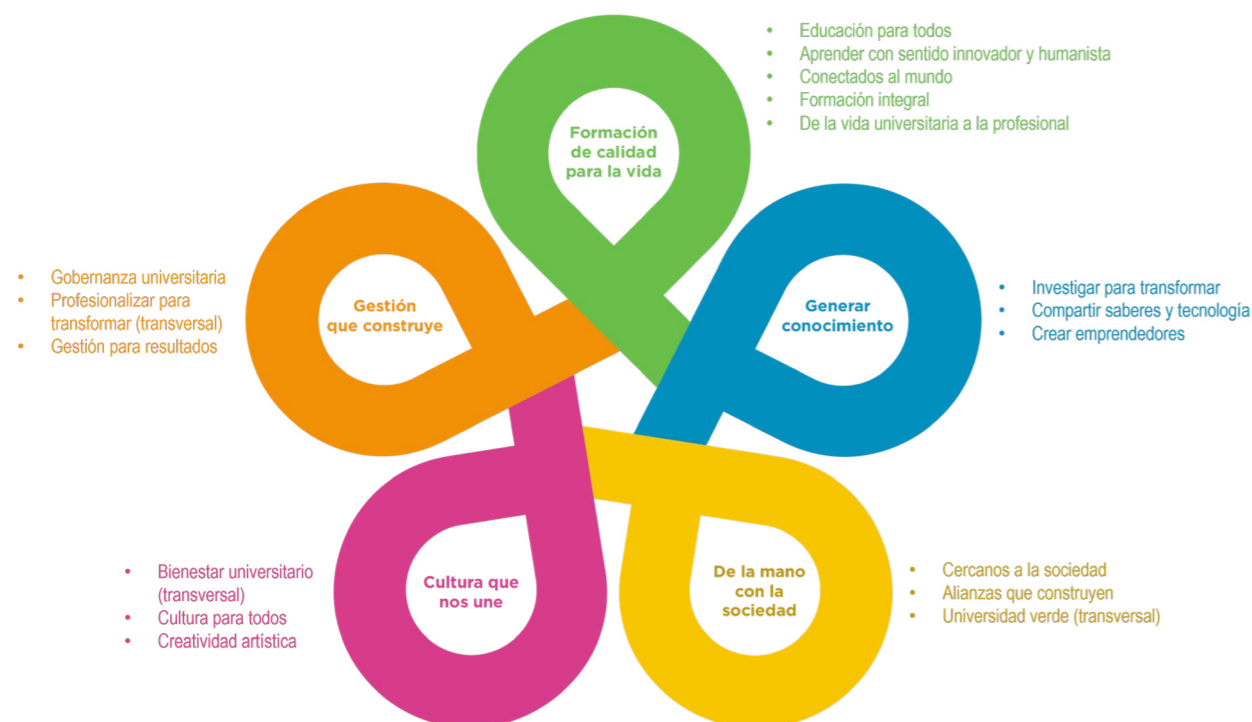 • Educación para todos
• Aprender con sentido innovador y humanista
• Conectados al mundo
• Formación integral
• De la vida universitaria a la profesional
Formación
de calidad
para la vida
• Gobernanza universitaria
• Profesionalizar para
transformar (transversal)
• Gestión para resultados
Gestión
que construye
Generar
conocimiento
• Investigar para transformar
• Compartir saberes y tecnología
• Crear emprendedores
• Bienestar universitario
(transversal)
• Cultura para todos
• Creatividad artística
Cultura que
nos une
De la mano
con la
sociedad
• Cercanos a la sociedad
• Alianzas que construyen
• Universidad verde (transversal)